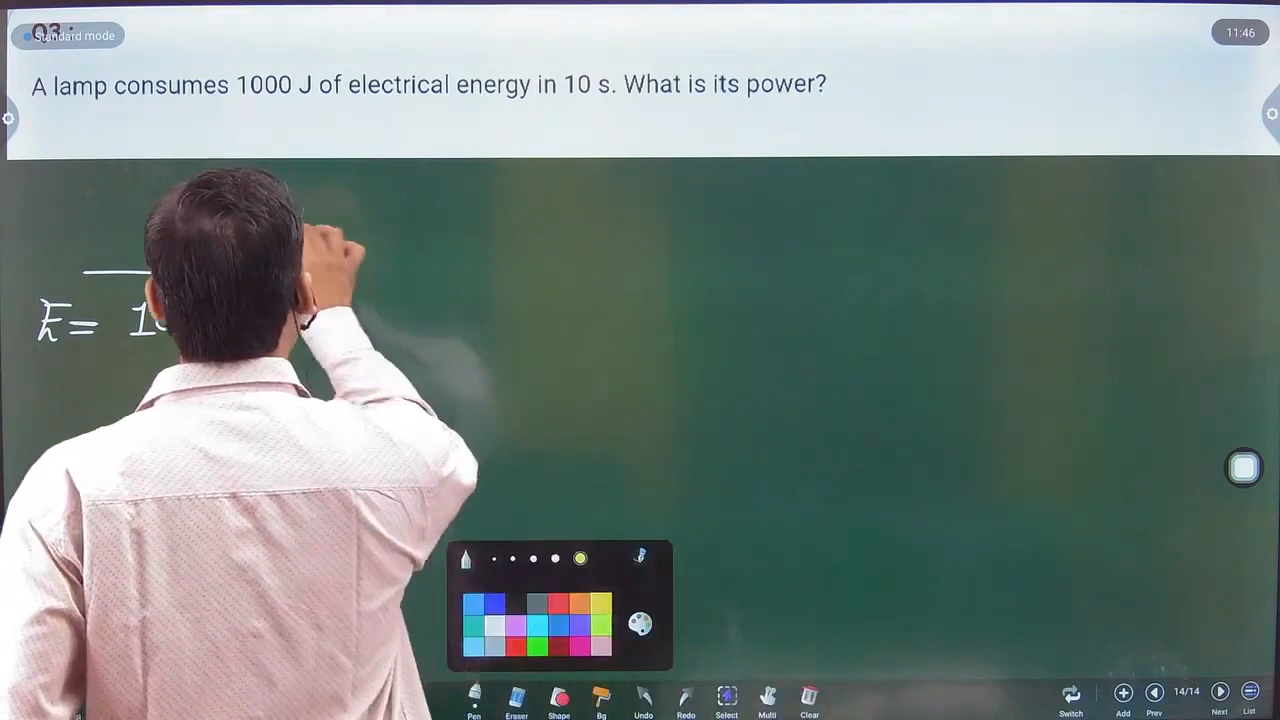 Q3 :
Standard mode
11:46
A lamp consumes 1000 J of electrical energy in 10 s. What is its power?
E = 1
Pen Eraser Shape Bg Undo Redo Select Multi Clear Switch Add Prev 14/14 Next List